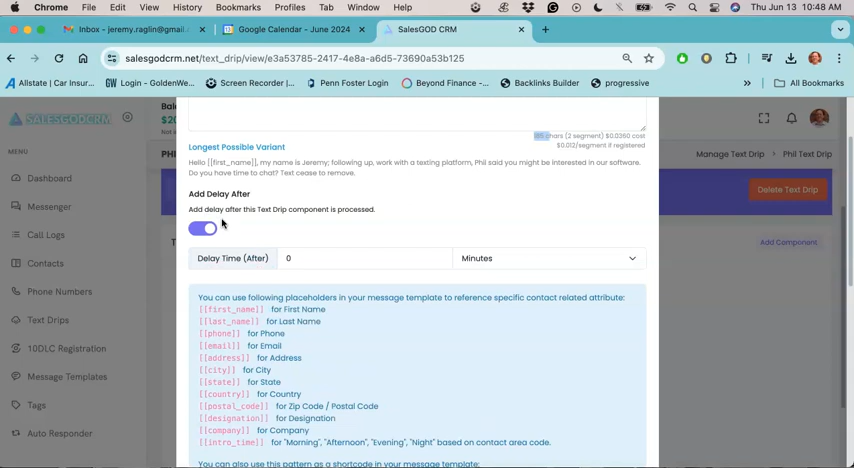 Chrome File Edit View History Bookmarks Profiles Tab Window Help Thu Jun 13 10:48 AM
Inbox - jeremy.raglin@gmail. Google Calendar - June 2024 SalesGOD CRM
salesgodcrm.net/text_drip/view/e3a53785-2417-4e8a-a6d5-73690a53b125
Allstate | Car Insur... Login – GoldenWe... Screen Recorder |... Penn Foster Login Beyond Finance -... Backlinks Builder progressive All Bookmarks
SALESGODCRM
MENU
Dashboard
Messenger
Call Logs
Contacts
Phone Numbers
Text Drips
10DLC Registration
Message Templates
Tags
Auto Responder
Manage Text Drip > Phil Text Drip
Delete Text Drip
Add Component
chars (2 segment) $0.0360 cost
$0.012/segment if registered
Longest Possible Variant
Hello [[first_name]], my name is Jeremy; following up, work with a texting platform, Phil said you might be interested in our software.
Do you have time to chat? Text cease to remove.
Add Delay After
Add delay after this Text Drip component is processed.
Delay Time (After) 0 Minutes
You can use following placeholders in your message template to reference specific contact related attribute:
[[first_name]] for First Name
[[last_name]] for Last Name
[[phone]] for Phone
[[email]] for Email
[[address]] for Address
[[city]] for City
[[state]] for State
[[country]] for Country
[[postal_code]] for Zip Code / Postal Code
[[designation]] for Designation
[[company]] for Company
[[intro_time]] for "Morning", "Afternoon", "Evening", "Night" based on contact area code.
You can also use this pattern as a shortcode in your message template: